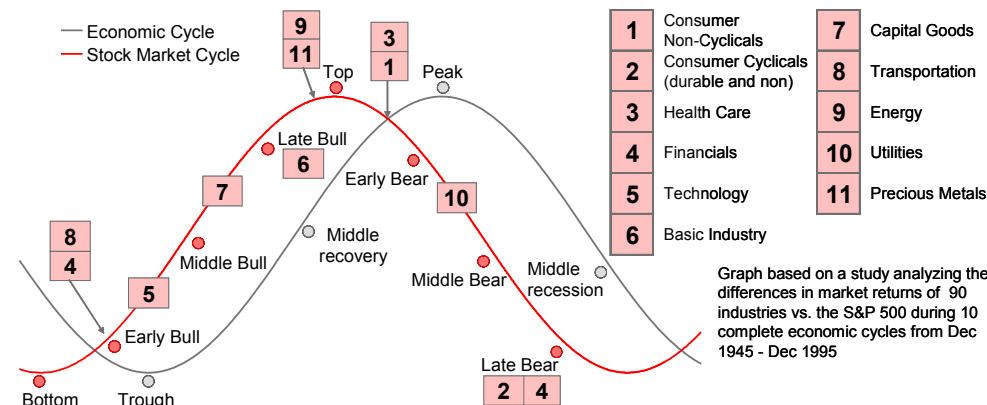 Economic Cycle
Stock Market Cycle
9
11
3
1
Top
Peak
Late Bull
6
Early Bear
7
10
8
4
Middle
recovery
Middle Bull
Middle Bear
Middle
recession
5
Early Bull
Late Bear
2 4
Bottom
Trough
1 Consumer
Non-Cyclicals
2 Consumer Cyclicals
(durable and non)
3 Health Care
4 Financials
5 Technology
6 Basic Industry
7 Capital Goods
8 Transportation
9 Energy
10 Utilities
11 Precious Metals
Graph based on a study analyzing the
differences in market returns of 90
industries vs. the S&P 500 during 10
complete economic cycles from Dec
1945 - Dec 1995